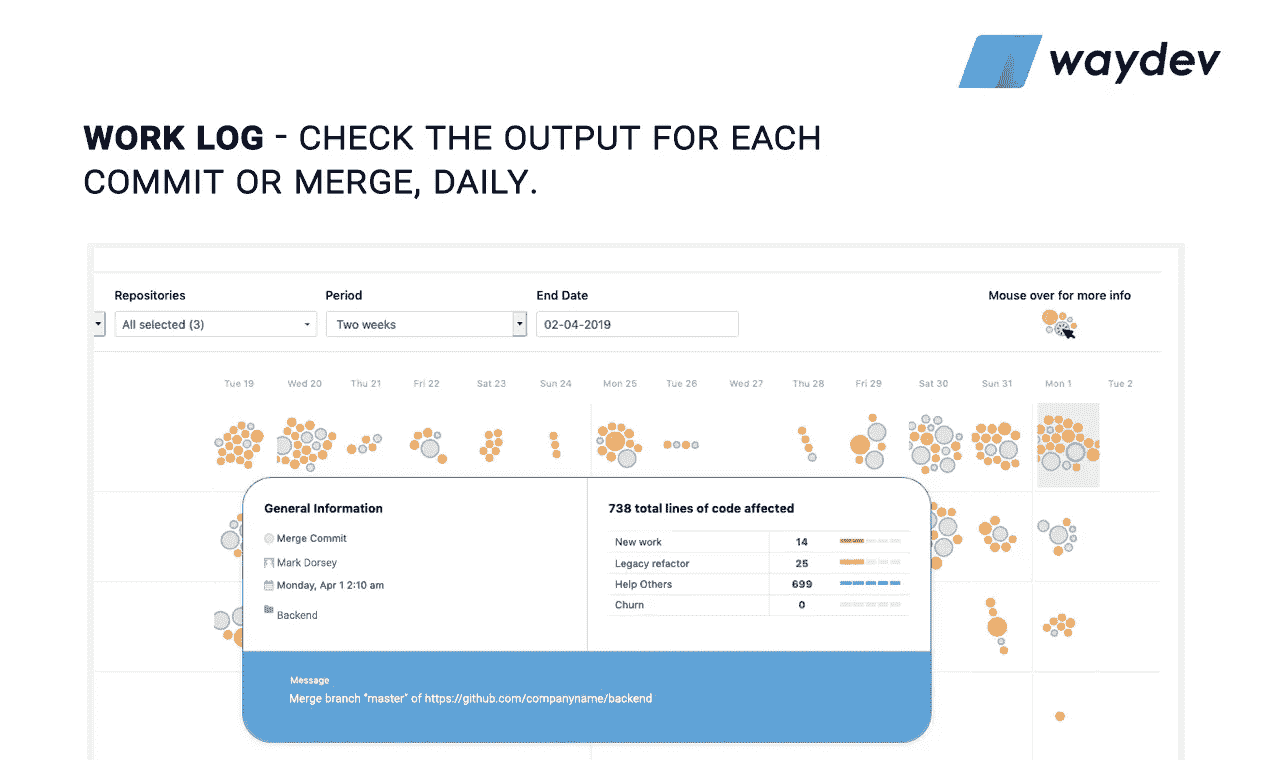 waydev
WORK LOG - CHECK THE OUTPUT FOR EACH
COMMIT OR MERGE, DAILY.
Repositories
Period
End Date
Mouse over for more info
All selected (3)
Two weeks
02-04-2019
Tue 19
Wed 20
Thu 21
Fri 22
Sat 23
Sun 24
Mon 25
Tue 26
Wed 27
Thu 28
Fri 29
Sat 30
Sun 31
Mon 1
Tue 2
General Information
Merge Commit
Mark Dorsey
Monday, Apr 1 2:10 am
Backend
738 total lines of code affected
New work 14
Legacy refactor 25
Help Others 699
Churn 0
Message
Merge branch "master" of https://github.com/companyname/backend